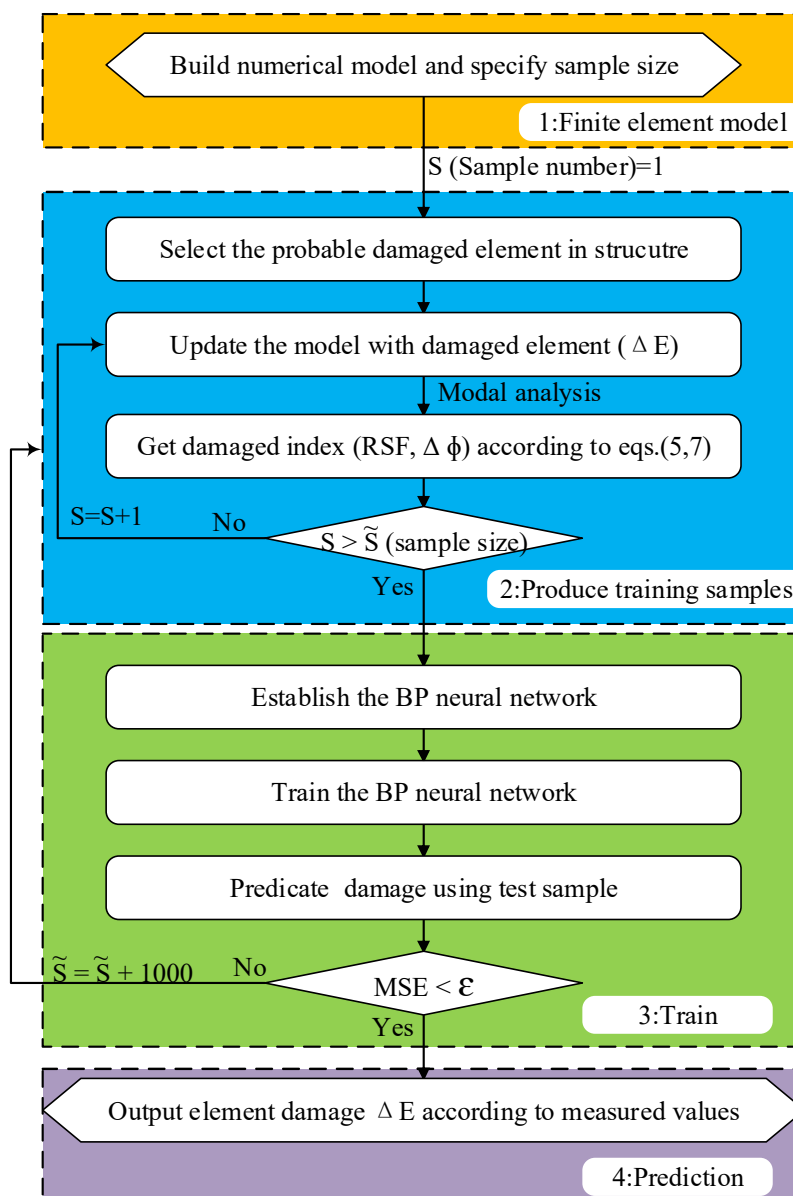 Build numerical model and specify sample size
1:Finite element model
S (Sample number)=1
Select the probable damaged element in strucutre
Update the model with damaged element ( Δ E)
Modal analysis
Get damaged index (RSF, Δ ϕ) according to eqs.(5,7)
S=S+1
No
S > S̃ (sample size)
Yes
2:Produce training samples
Establish the BP neural network
Train the BP neural network
Predicate damage using test sample
S̃ = S̃ + 1000
No
MSE < ε
Yes
3:Train
Output element damage Δ E according to measured values
4:Prediction